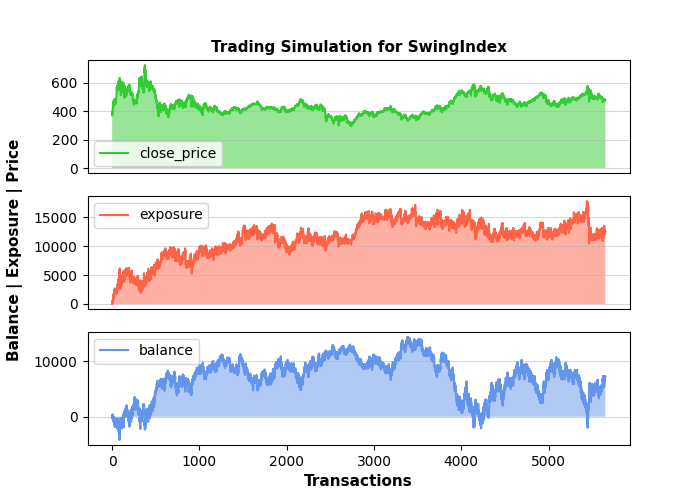 Trading Simulation for SwingIndex
Balance | Exposure | Price
600
400
200
0
close_price
15000
10000
5000
0
exposure
10000
0
balance
0 1000 2000 3000 4000 5000
Transactions